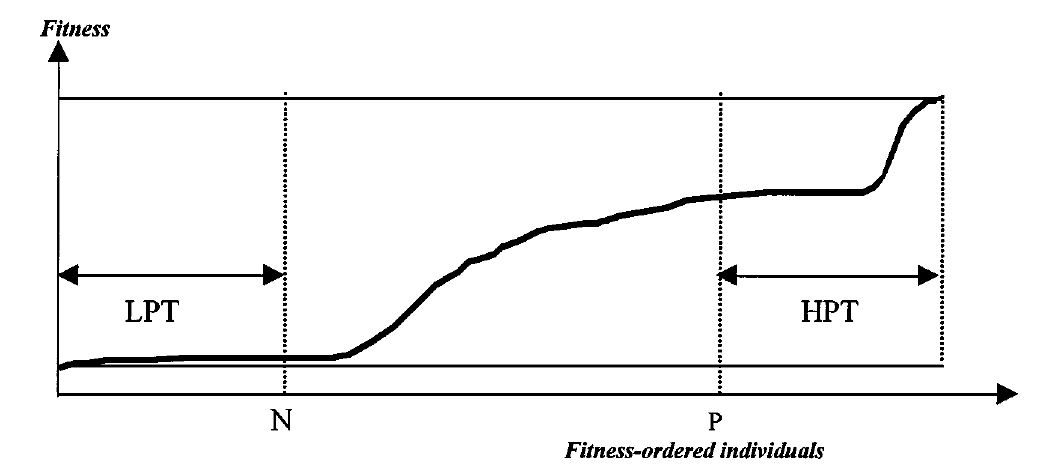 Fitness
LPT
HPT
N
P
Fitness-ordered individuals